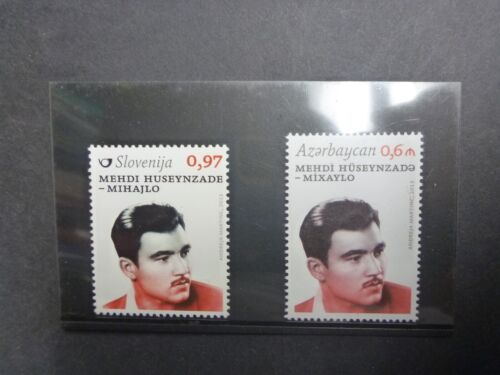 Slovenija 0,97
MEHDI HUSEYNZADE
– MIHAJLO
Azərbaycan 0,6 ₼
MEHDİ HÜSEYNZADƏ
– MİXAYLO